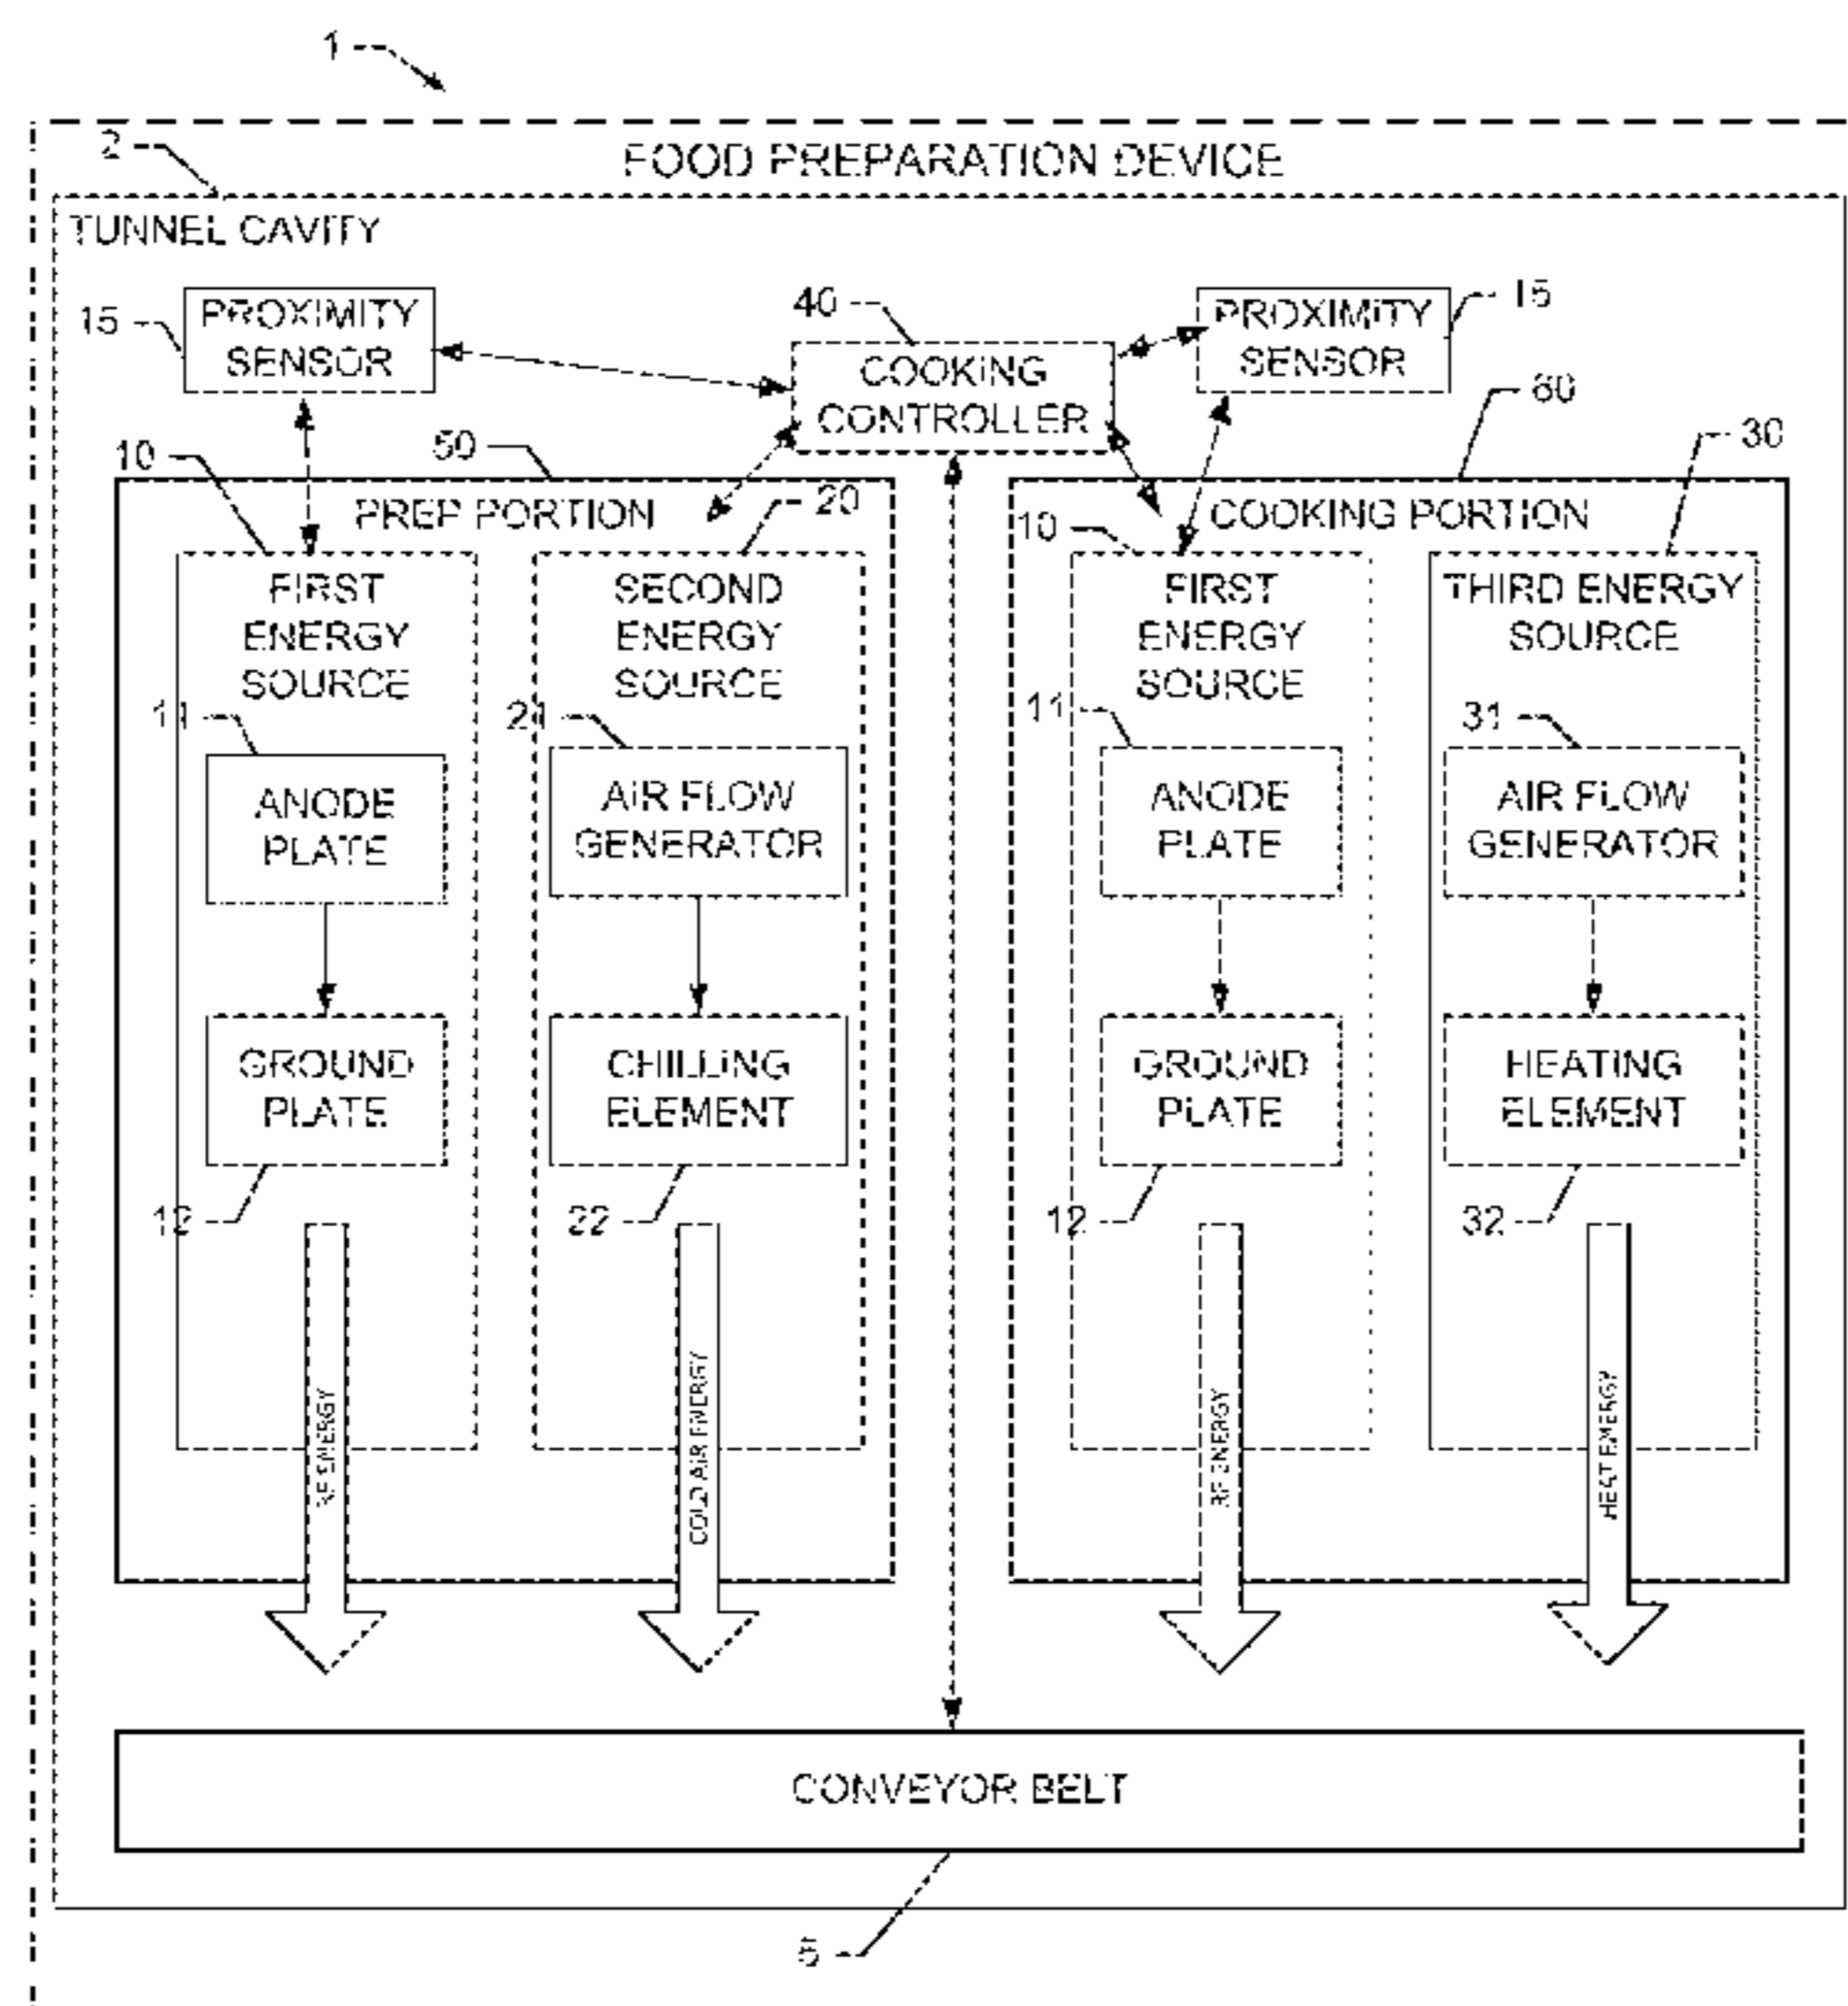 1
FOOD PREPARATION DEVICE
2
TUNNEL CAVITY
15
PROXIMITY
SENSOR
40
COOKING
CONTROLLER
PROXIMITY
SENSOR
15
60
10
50
PREP PORTION
20
FIRST
ENERGY
SOURCE
11
ANODE
PLATE
GROUND
PLATE
12
RF ENERGY
SECOND
ENERGY
SOURCE
21
AIR FLOW
GENERATOR
CHILLING
ELEMENT
22
COLD AIR ENERGY
30
10
COOKING PORTION
FIRST
ENERGY
SOURCE
11
ANODE
PLATE
GROUND
PLATE
12
RF ENERGY
THIRD ENERGY
SOURCE
31
AIR FLOW
GENERATOR
HEATING
ELEMENT
32
HEAT ENERGY
CONVEYOR BELT
5